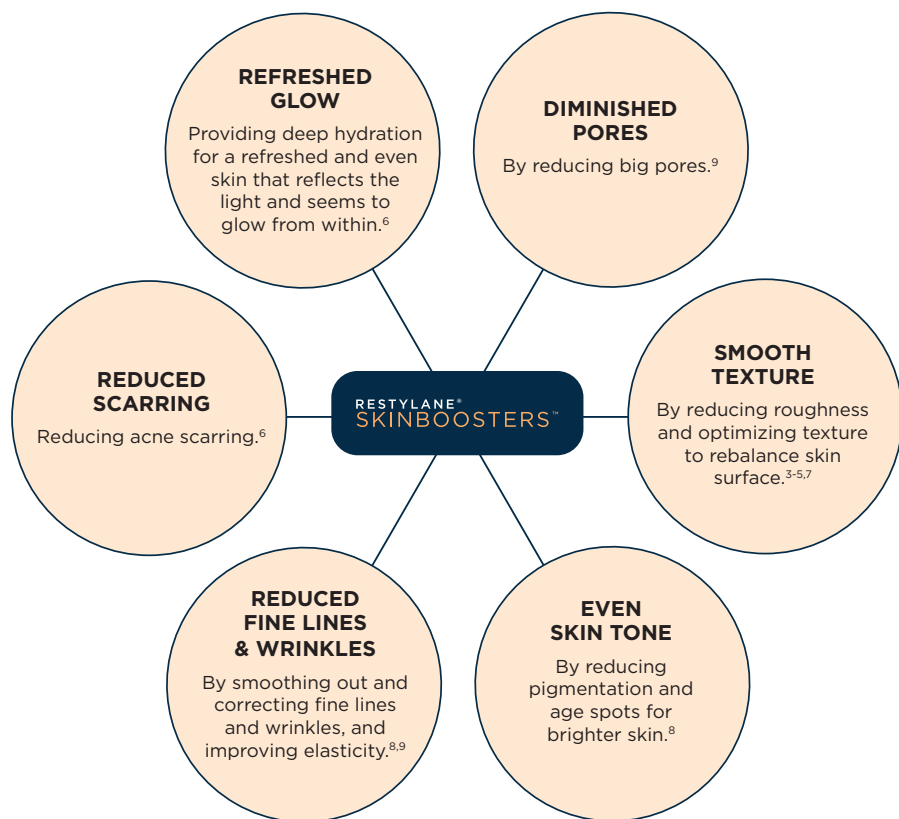 REFRESHED
GLOW
Providing deep hydration
for a refreshed and even
skin that reflects the
light and seems to
glow from within.⁶
DIMINISHED
PORES
By reducing big pores.⁹
REDUCED
SCARRING
Reducing acne scarring.⁶
RESTYLANE®
SKINBOOSTERS™
SMOOTH
TEXTURE
By reducing roughness
and optimizing texture
to rebalance skin
surface.³⁻⁵,⁷
REDUCED
FINE LINES
& WRINKLES
By smoothing out and
correcting fine lines
and wrinkles, and
improving elasticity.⁸,⁹
EVEN
SKIN TONE
By reducing
pigmentation and
age spots for
brighter skin.⁸